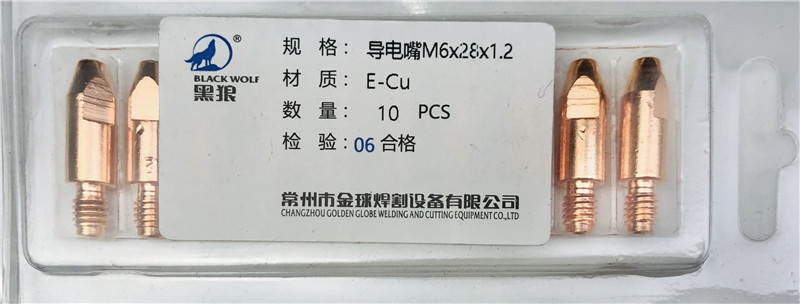 ®
BLACK WOLF
黑狼
规 格：导电嘴M6x28x1.2
材 质：E-Cu
数 量：10 PCS
检 验：06 合格
常州市金球焊割设备有限公司
CHANGZHOU GOLDEN GLOBE WELDING AND CUTTING EQUIPMENT CO.,LTD